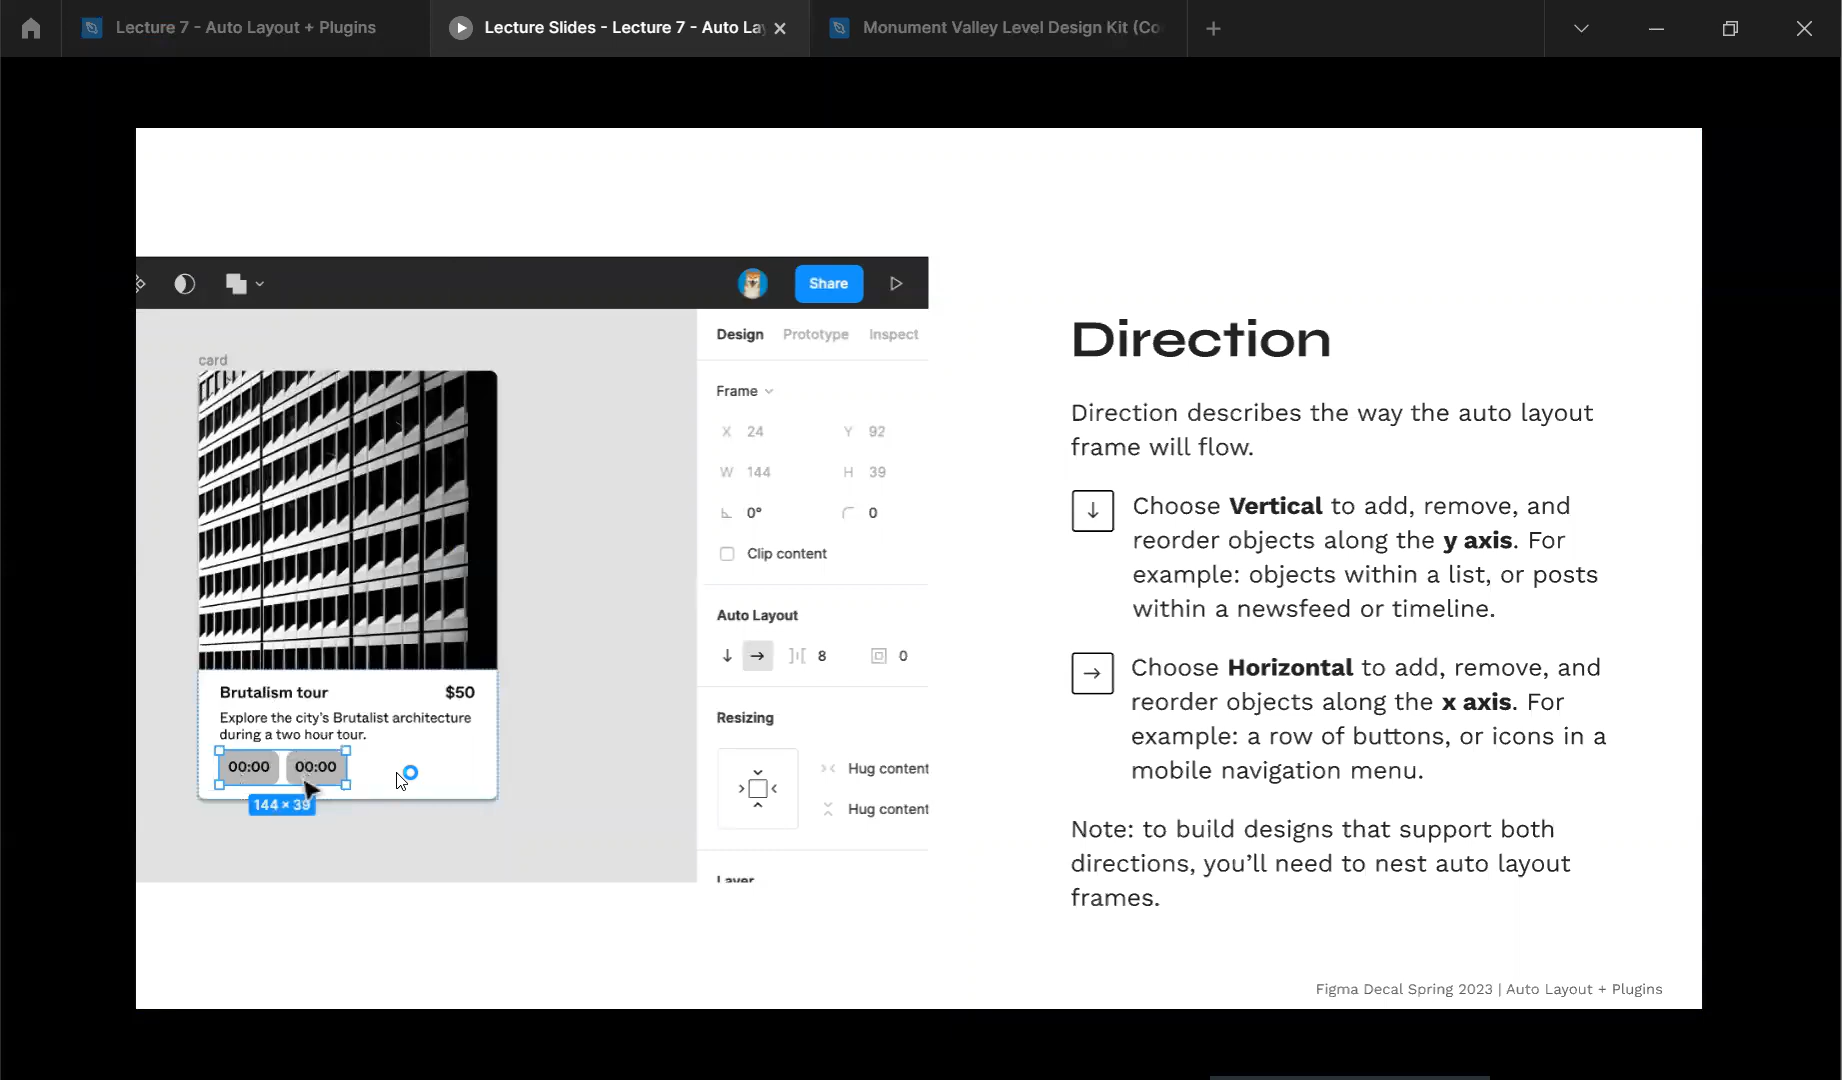 Lecture 7 - Auto Layout + Plugins
Lecture Slides - Lecture 7 - Auto La
Monument Valley Level Design Kit (Co
Share
Design Prototype Inspect
card
Frame
X 24 Y 92
W 144 H 39
0° 0
Clip content
Auto Layout
8 0
Resizing
Hug content
Hug content
Layer
Brutalism tour $50
Explore the city's Brutalist architecture
during a two hour tour.
00:00 00:00
144 × 39
Direction
Direction describes the way the auto layout
frame will flow.
Choose Vertical to add, remove, and
reorder objects along the y axis. For
example: objects within a list, or posts
within a newsfeed or timeline.
Choose Horizontal to add, remove, and
reorder objects along the x axis. For
example: a row of buttons, or icons in a
mobile navigation menu.
Note: to build designs that support both
directions, you'll need to nest auto layout
frames.
Figma Decal Spring 2023 | Auto Layout + Plugins